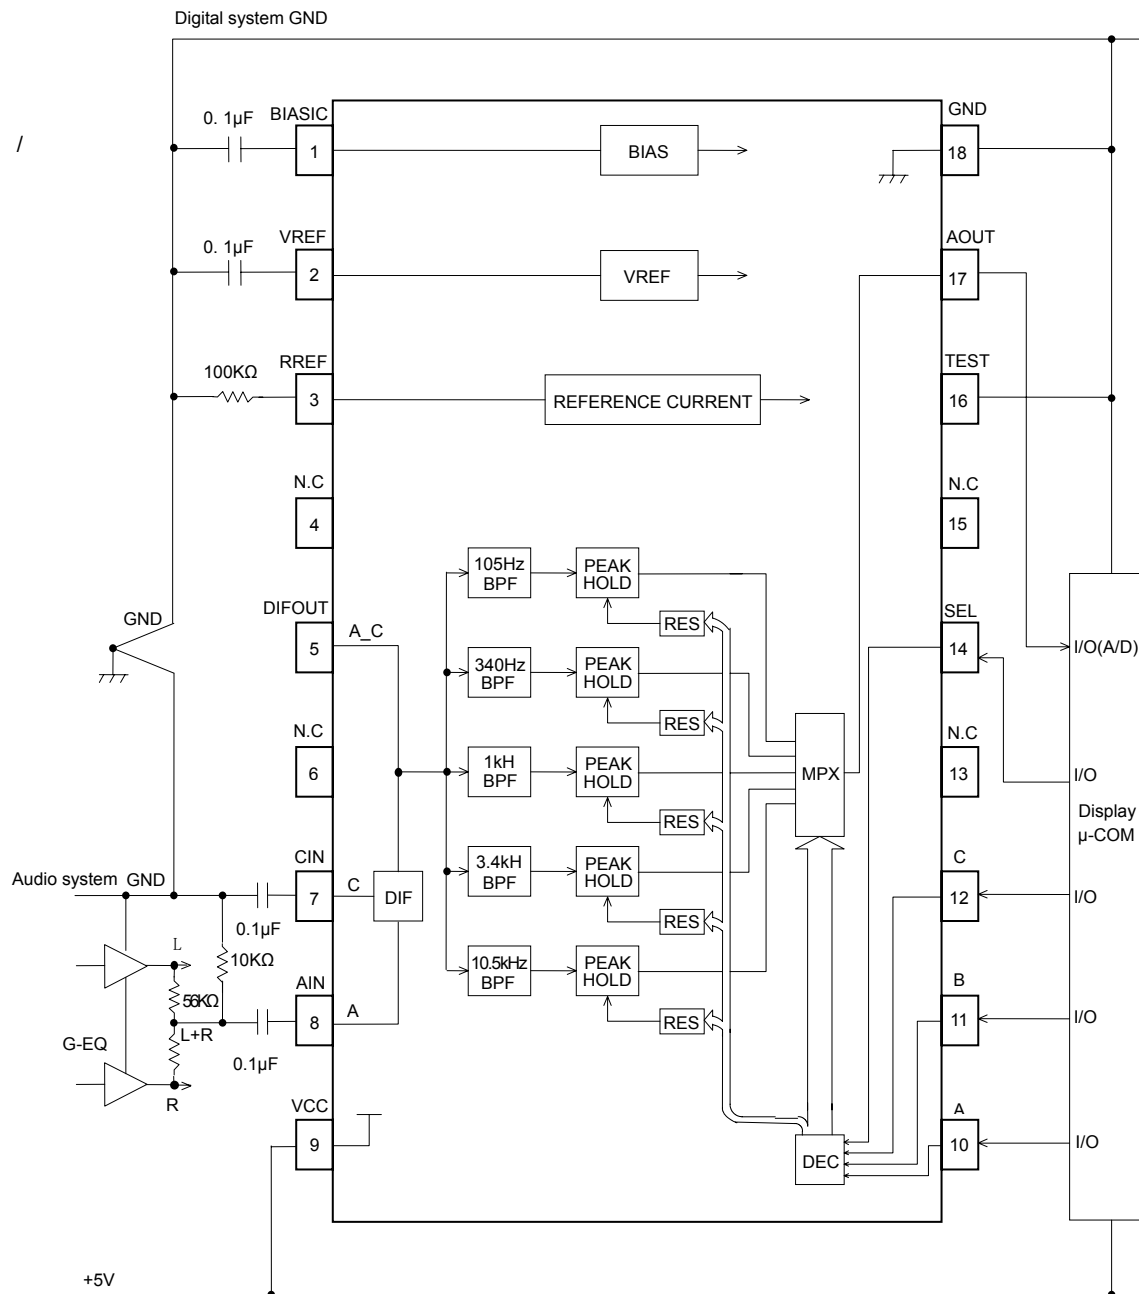 Digital system GND
/
0. 1µF
BIASIC
1
BIAS
GND
18
0. 1µF
VREF
2
VREF
AOUT
17
100KΩ
RREF
3
REFERENCE CURRENT
TEST
16
N.C
4
N.C
15
105Hz
BPF
PEAK
HOLD
RES
GND
DIFOUT
5
A_C
SEL
14
I/O(A/D)
340Hz
BPF
PEAK
HOLD
RES
N.C
6
1kH
BPF
PEAK
HOLD
RES
MPX
N.C
13
I/O
Display
µ-COM
3.4kH
BPF
PEAK
HOLD
RES
Audio system GND
CIN
7
C
DIF
0.1µF
C
12
I/O
L
10KΩ
56KΩ
10.5kHz
BPF
PEAK
HOLD
RES
AIN
8
A
L+R
0.1µF
G-EQ
R
B
11
I/O
VCC
9
DEC
A
10
I/O
+5V